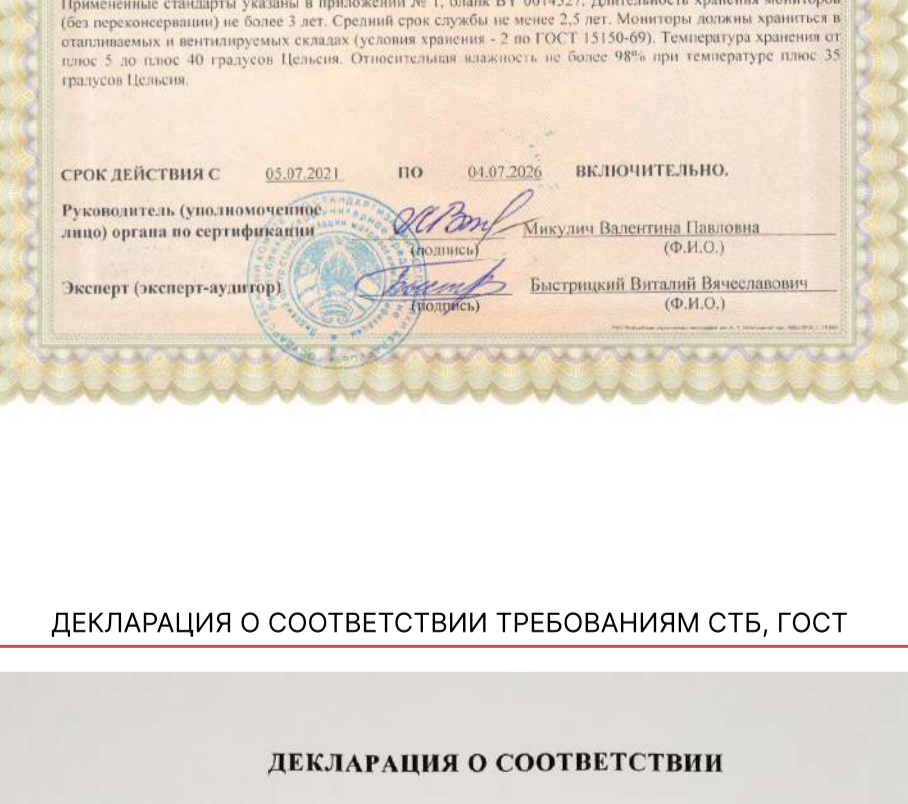 Примененные стандарты указаны в приложении № 1, бланк BY 0014327. Длительность хранения мониторов
(без переконсервации) не более 3 лет. Средний срок службы не менее 2,5 лет. Мониторы должны храниться в
отапливаемых и вентилируемых складах (условия хранения - 2 по ГОСТ 15150-69). Температура хранения от
плюс 5 до плюс 40 градусов Цельсия. Относительная влажность не более 98% при температуре плюс 35
градусов Цельсия.
СРОК ДЕЙСТВИЯ С 05.07.2021 ПО 04.07.2026 ВКЛЮЧИТЕЛЬНО.
Руководитель (уполномоченное
лицо) органа по сертификации Микулич Валентина Павловна
(подпись) (Ф.И.О.)
Эксперт (эксперт-аудитор) Быстрицкий Виталий Вячеславович
(подпись) (Ф.И.О.)
ДЕКЛАРАЦИЯ О СООТВЕТСТВИИ ТРЕБОВАНИЯМ СТБ, ГОСТ
ДЕКЛАРАЦИЯ О СООТВЕТСТВИИ